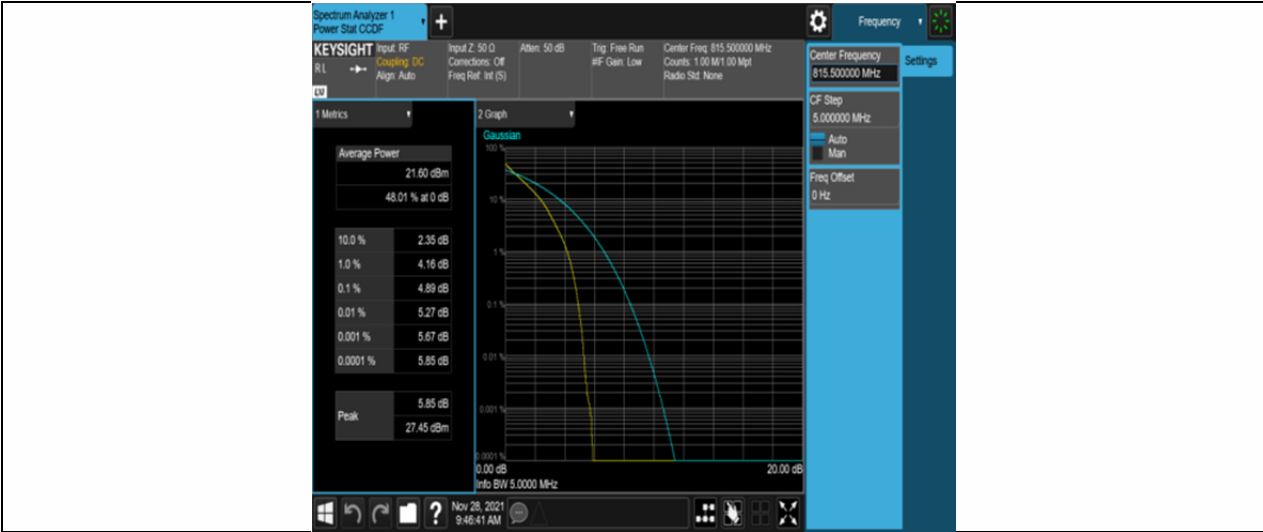 Spectrum Analyzer 1
Power Stat CCDF
Frequency
KEYSIGHT Input: RF
RL Coupling: DC
Align: Auto
Input Z: 50 Ω
Corrections: Off
Freq Ref: Int (S)
Atten: 50 dB
Trig: Free Run
#IF Gain: Low
Center Freq: 815.500000 MHz
Counts: 1.00 M/1.00 Mpt
Radio Std: None
LV
1 Metrics
Average Power
21.60 dBm
48.01 % at 0 dB
10.0 % 2.35 dB
1.0 % 4.16 dB
0.1 % 4.89 dB
0.01 % 5.27 dB
0.001 % 5.67 dB
0.0001 % 5.85 dB
Peak 5.85 dB
27.45 dBm
2 Graph
Gaussian
100 %
10 %
1 %
0.1 %
0.01 %
0.001 %
0.0001 %
0.00 dB 20.00 dB
Info BW 5.0000 MHz
Center Frequency
815.500000 MHz
Settings
CF Step
5.000000 MHz
Auto
Man
Freq Offset
0 Hz
Nov 28, 2021
9:46:41 AM